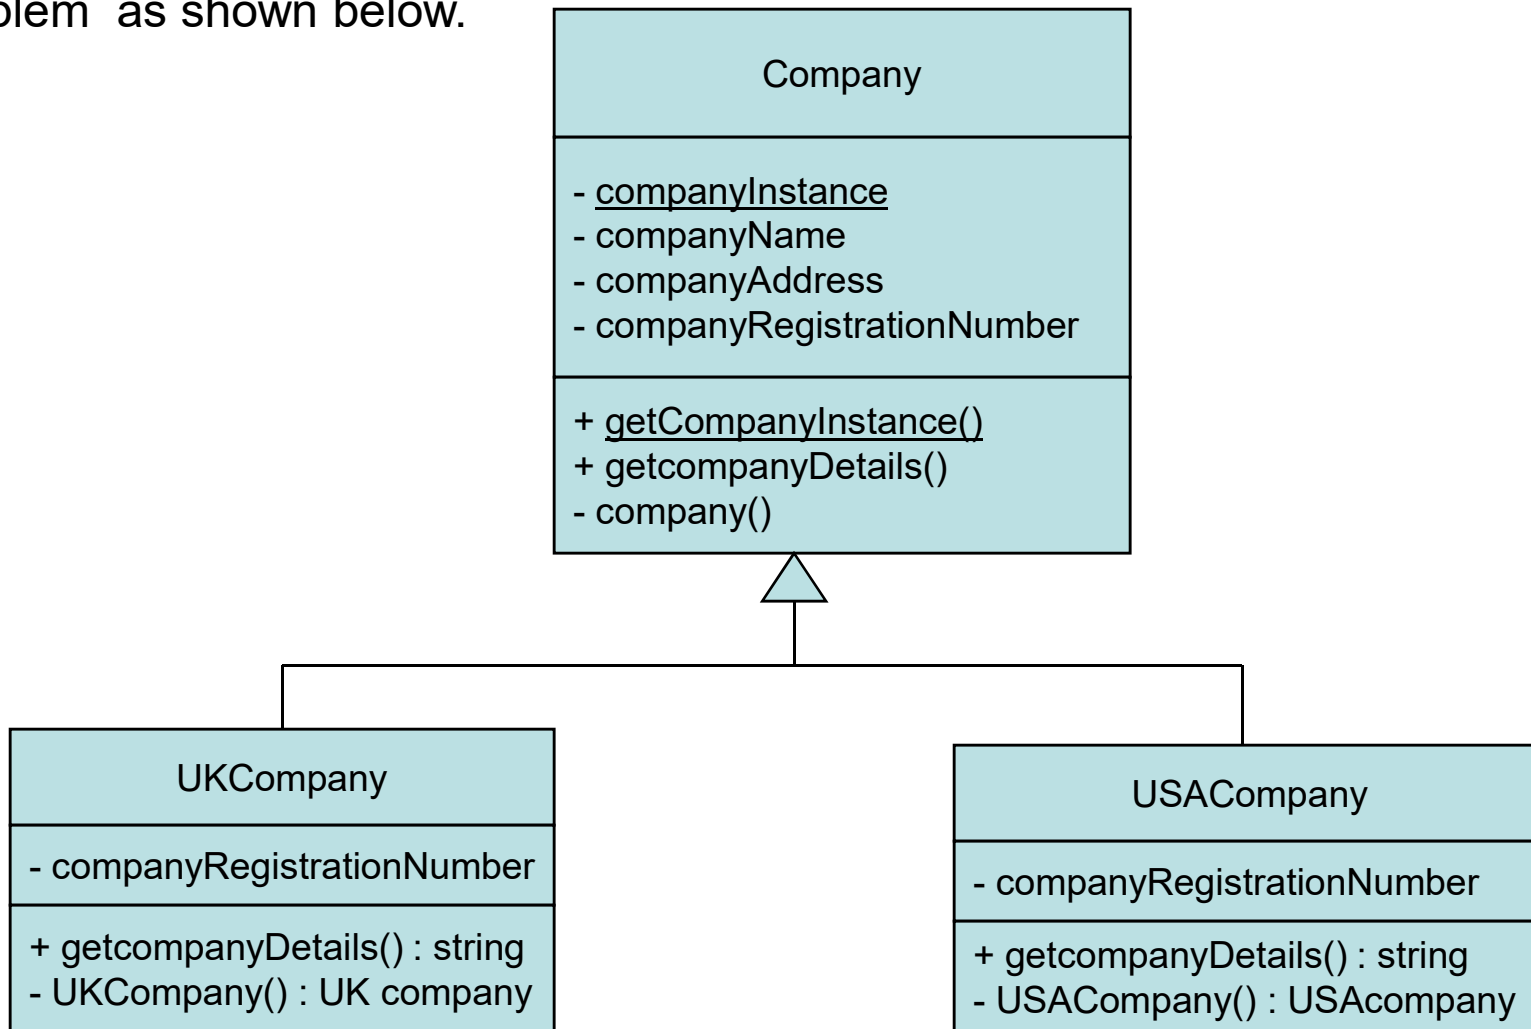 as shown below.
Company
- companyInstance
- companyName
- companyAddress
- companyRegistrationNumber
+ getCompanyInstance()
+ getcompanyDetails()
- company()
UKCompany
- companyRegistrationNumber
+ getcompanyDetails() : string
- UKCompany() : UK company
USACompany
- companyRegistrationNumber
+ getcompanyDetails() : string
- USACompany() : USAcompany